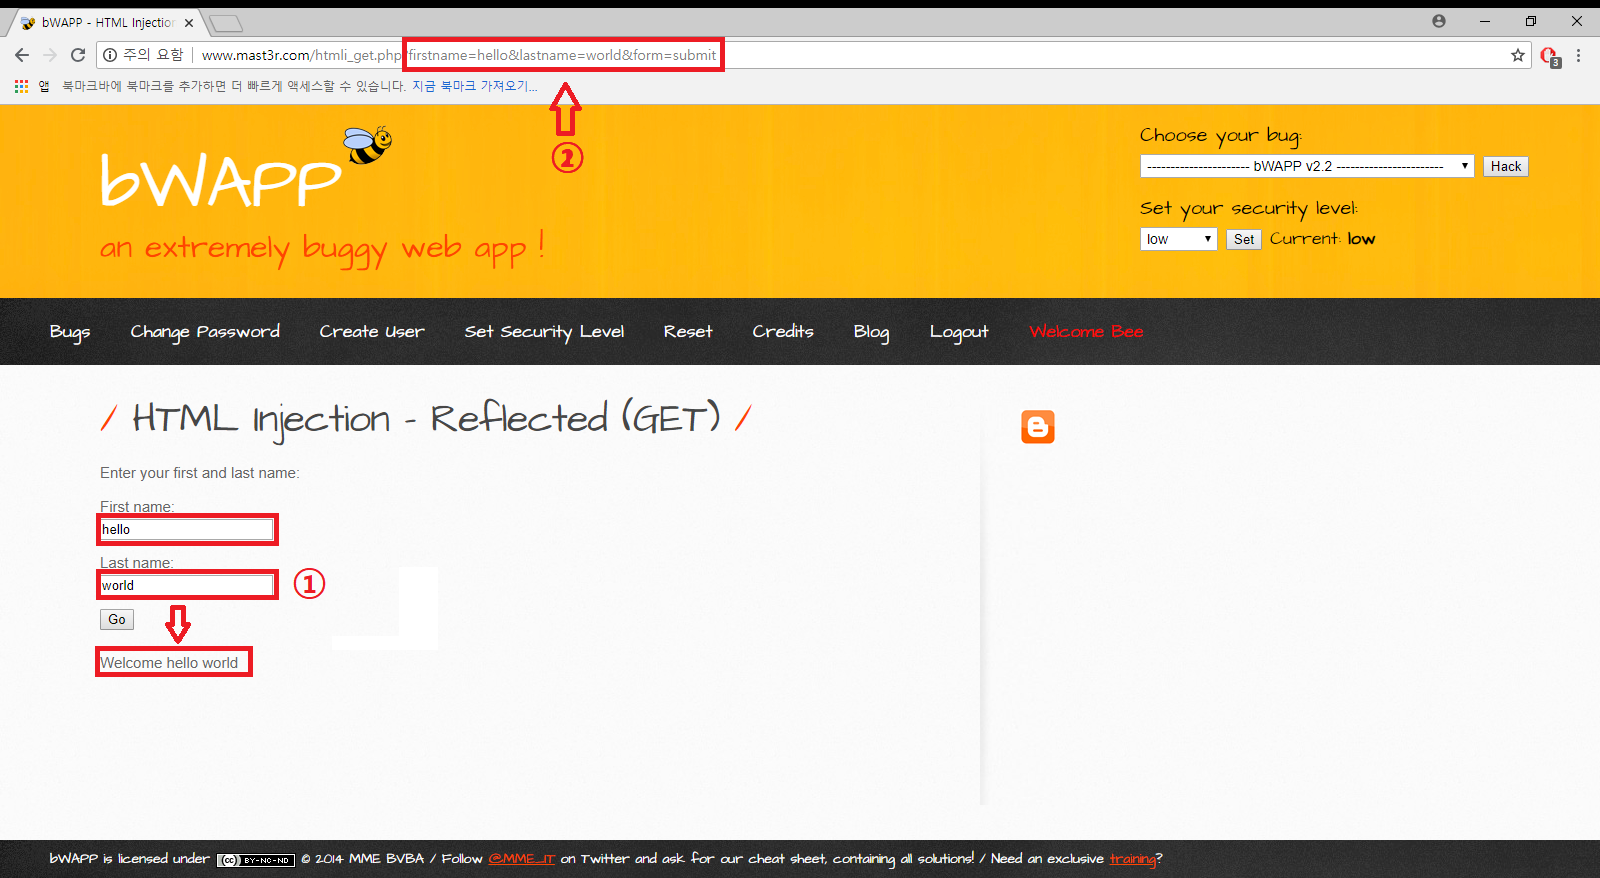 bWAPP - HTML Injection
주의 요함 www.mast3r.com/htmli_get.php?firstname=hello&lastname=world&form=submit
3
앱 북마크바에 북마크를 추가하면 더 빠르게 액세스할 수 있습니다. 지금 북마크 가져오기...
②
bWAPP
an extremely buggy web app !
Choose your bug:
---------------------- bWAPP v2.2 ----------------------- Hack
Set your security level:
low Set Current: low
Bugs Change Password Create User Set Security Level Reset Credits Blog Logout Welcome Bee
/ HTML Injection - Reflected (GET) /
Enter your first and last name:
First name:
hello
Last name:
world ①
Go
Welcome hello world
bWAPP is licensed under cc BY-NC-ND © 2014 MME BVBA / Follow @MME_IT on Twitter and ask for our cheat sheet, containing all solutions! / Need an exclusive training?